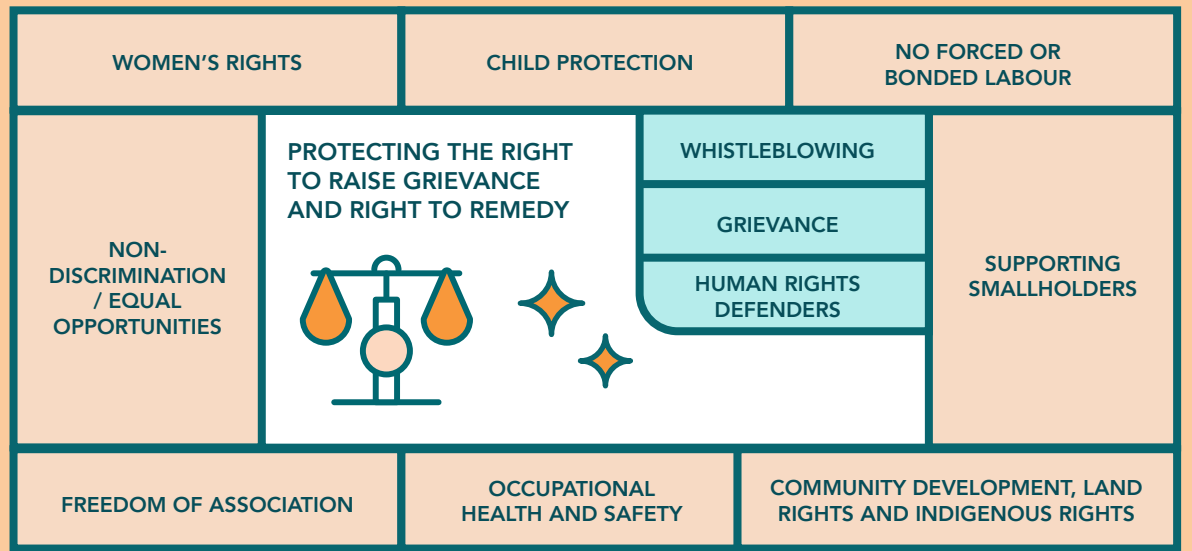 WOMEN'S RIGHTS
CHILD PROTECTION
NO FORCED OR
BONDED LABOUR
NON-
DISCRIMINATION
/ EQUAL
OPPORTUNITIES
PROTECTING THE RIGHT
TO RAISE GRIEVANCE
AND RIGHT TO REMEDY
WHISTLEBLOWING
GRIEVANCE
HUMAN RIGHTS
DEFENDERS
SUPPORTING
SMALLHOLDERS
FREEDOM OF ASSOCIATION
OCCUPATIONAL
HEALTH AND SAFETY
COMMUNITY DEVELOPMENT, LAND
RIGHTS AND INDIGENOUS RIGHTS